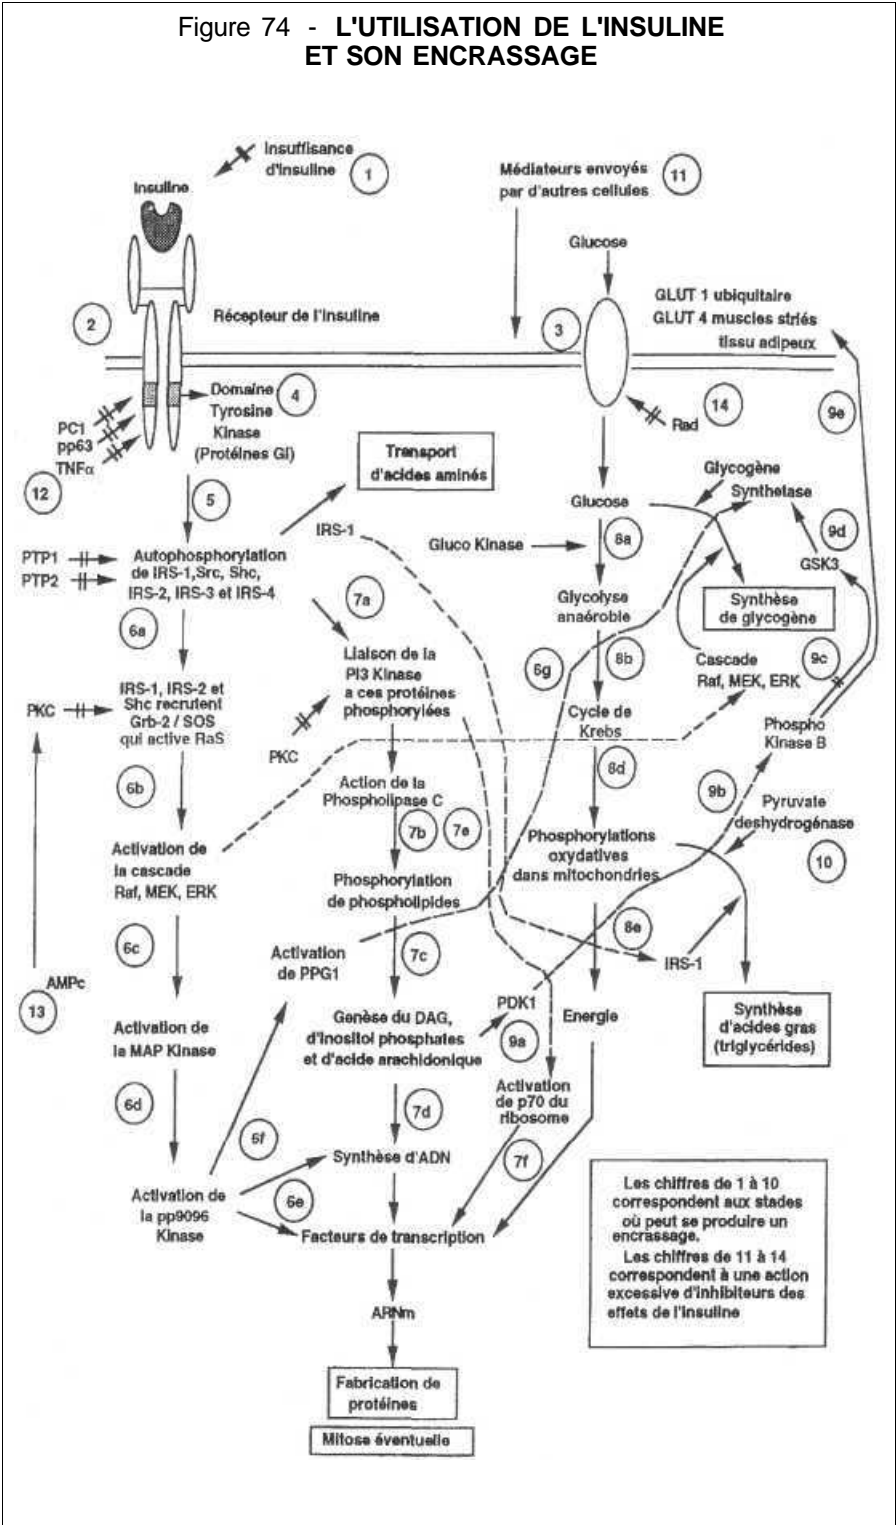 Figure 74 - L'UTILISATION DE L'INSULINE
ET SON ENCRASSAGE
Insuffisance
d'insuline
1
Insuline
Médiateurs envoyés
par d'autres cellules
11
Glucose
2
Récepteur de l'insuline
3
GLUT 1 ubiquitaire
GLUT 4 muscles striés
tissu adipeux
Domaine
Tyrosine
Kinase
(Protéines GI)
4
PC1
pp63
TNFα
12
14
Rad
9e
Transport
d'acides aminés
5
Glycogène
Synthetase
Glucose
IRS-1
8a
Gluco Kinase
9d
GSK3
PTP1
PTP2
Autophosphorylation
de IRS-1,Src, Shc,
IRS-2, IRS-3 et IRS-4
7a
Glycolyse
anaérobie
Synthèse
de glycogène
6a
Liaison de la
PI3 Kinase
a ces protéines
phosphorylées
6g
8b
Cascade
Raf, MEK, ERK
9c
PKC
IRS-1, IRS-2 et
Shc recrutent
Grb-2 / SOS
qui active RaS
PKC
Cycle de
Krebs
Phospho
Kinase B
6b
Action de la
Phospholipase C
8d
9b
7b
7e
Pyruvate
deshydrogénase
10
Activation de
la cascade
Raf, MEK, ERK
Phosphorylations
oxydatives
dans mitochondries
Phosphorylation
de phospholipides
6c
Activation
de PPG1
7c
8e
IRS-1
AMPc
13
PDK1
Energie
Synthèse
d'acides gras
(triglycérides)
Activation de
la MAP Kinase
Genèse du DAG,
d'inositol phosphates
et d'acide arachidonique
9a
Activation
de p70 du
ribosome
6d
6f
7d
7f
Synthèse d'ADN
Activation de
la pp9096
Kinase
6e
Facteurs de transcription
Les chiffres de 1 à 10
correspondent aux stades
où peut se produire un
encrassage.
Les chiffres de 11 à 14
correspondent à une action
excessive d'inhibiteurs des
effets de l'insuline
ARNm
Fabrication de
protéines
Mitose éventuelle